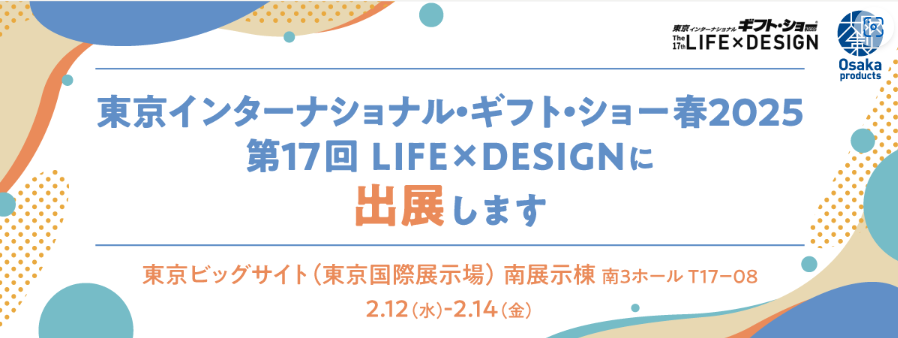 東京インターナショナル ギフト・ショー
The 17th LIFE×DESIGN
大阪製
Osaka products
東京インターナショナル・ギフト・ショー春2025
第17回 LIFE×DESIGNに
出展します
東京ビッグサイト（東京国際展示場） 南展示棟 南3ホール T17−08
2.12（水）-2.14（金）